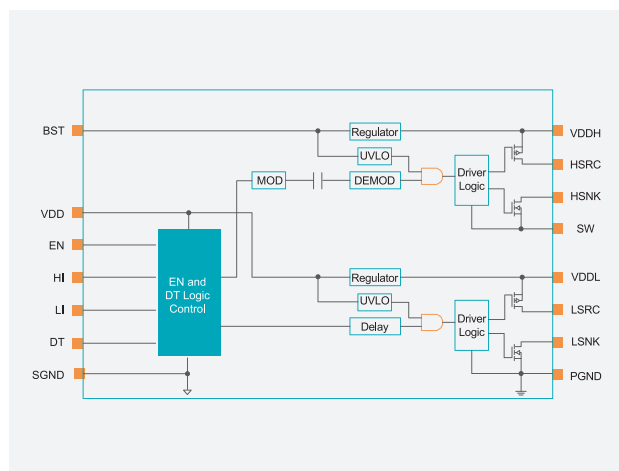 BST
VDD
EN
HI
LI
DT
SGND
EN and
DT Logic
Control
Regulator
UVLO
MOD
DEMOD
Driver
Logic
Regulator
UVLO
Delay
Driver
Logic
VDDH
HSRC
HSNK
SW
VDDL
LSRC
LSNK
PGND